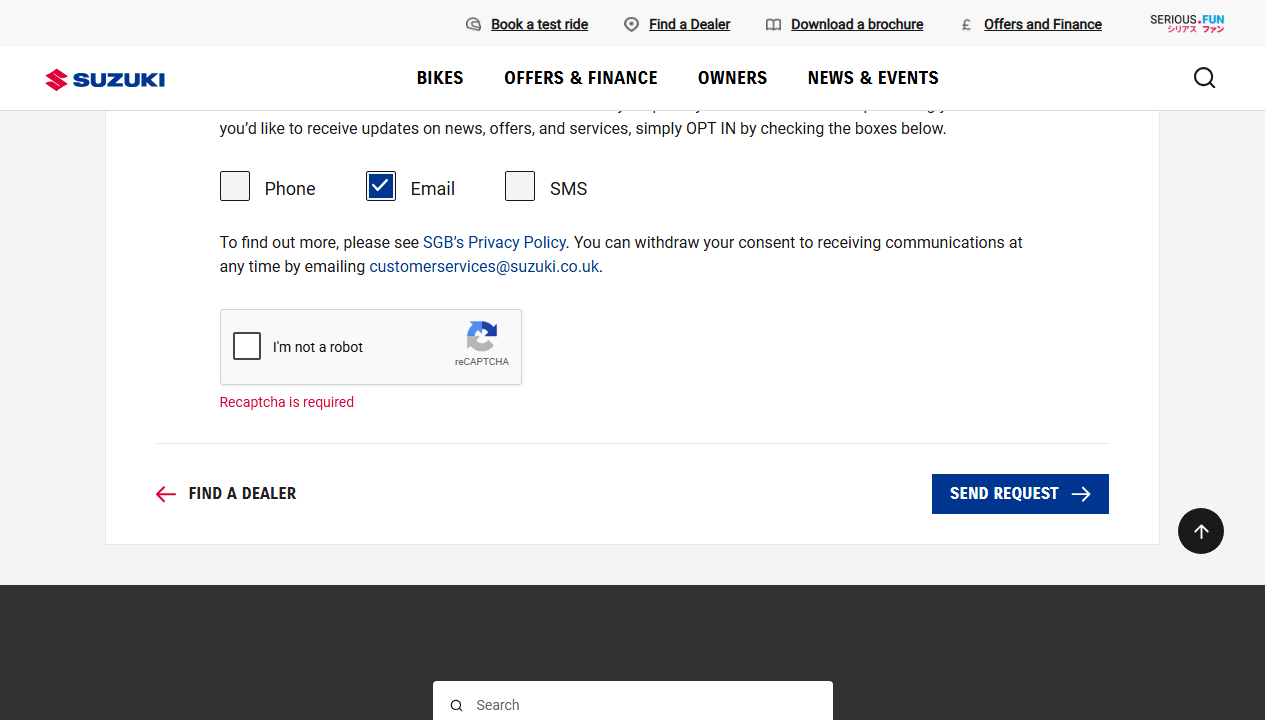 Book a test ride
Find a Dealer
Download a brochure
£ Offers and Finance
SERIOUS.FUN
シリアス ファン
SUZUKI
BIKES
OFFERS & FINANCE
OWNERS
NEWS & EVENTS
you’d like to receive updates on news, offers, and services, simply OPT IN by checking the boxes below.
Phone
Email
SMS
To find out more, please see SGB’s Privacy Policy. You can withdraw your consent to receiving communications at
any time by emailing customerservices@suzuki.co.uk.
I'm not a robot
reCAPTCHA
Recaptcha is required
FIND A DEALER
SEND REQUEST
Search